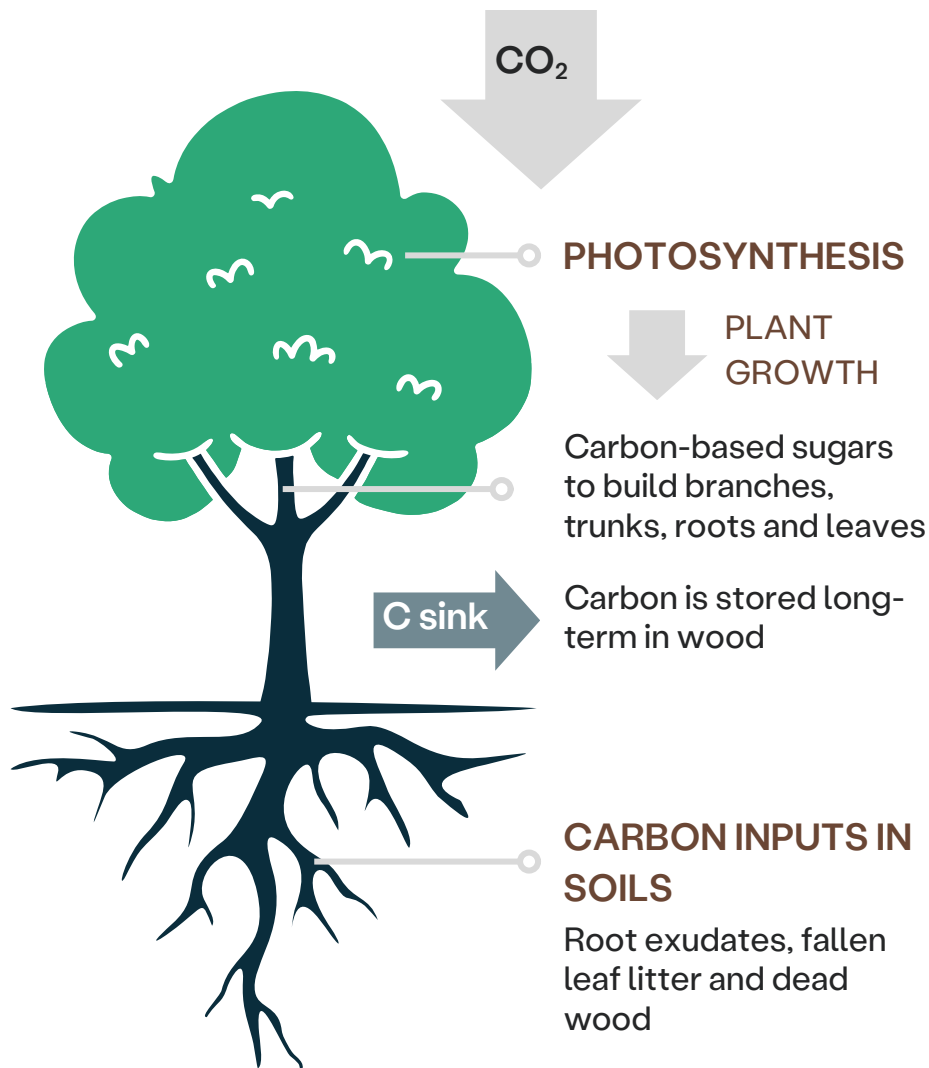 CO₂
PHOTOSYNTHESIS
PLANT
GROWTH
Carbon-based sugars
to build branches,
trunks, roots and leaves
C sink
Carbon is stored long-
term in wood
CARBON INPUTS IN
SOILS
Root exudates, fallen
leaf litter and dead
wood